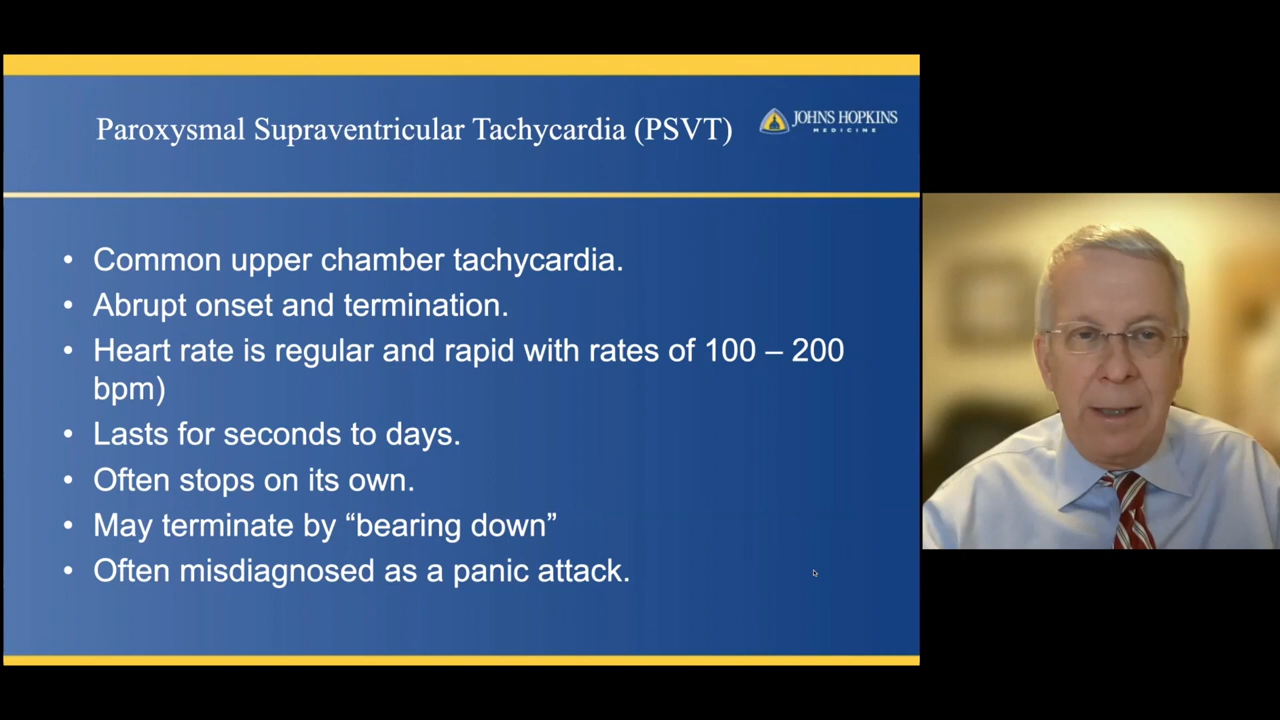 Paroxysmal Supraventricular Tachycardia (PSVT)
JOHNS HOPKINS
MEDICINE
• Common upper chamber tachycardia.
• Abrupt onset and termination.
• Heart rate is regular and rapid with rates of 100 – 200
bpm)
• Lasts for seconds to days.
• Often stops on its own.
• May terminate by “bearing down”
• Often misdiagnosed as a panic attack.